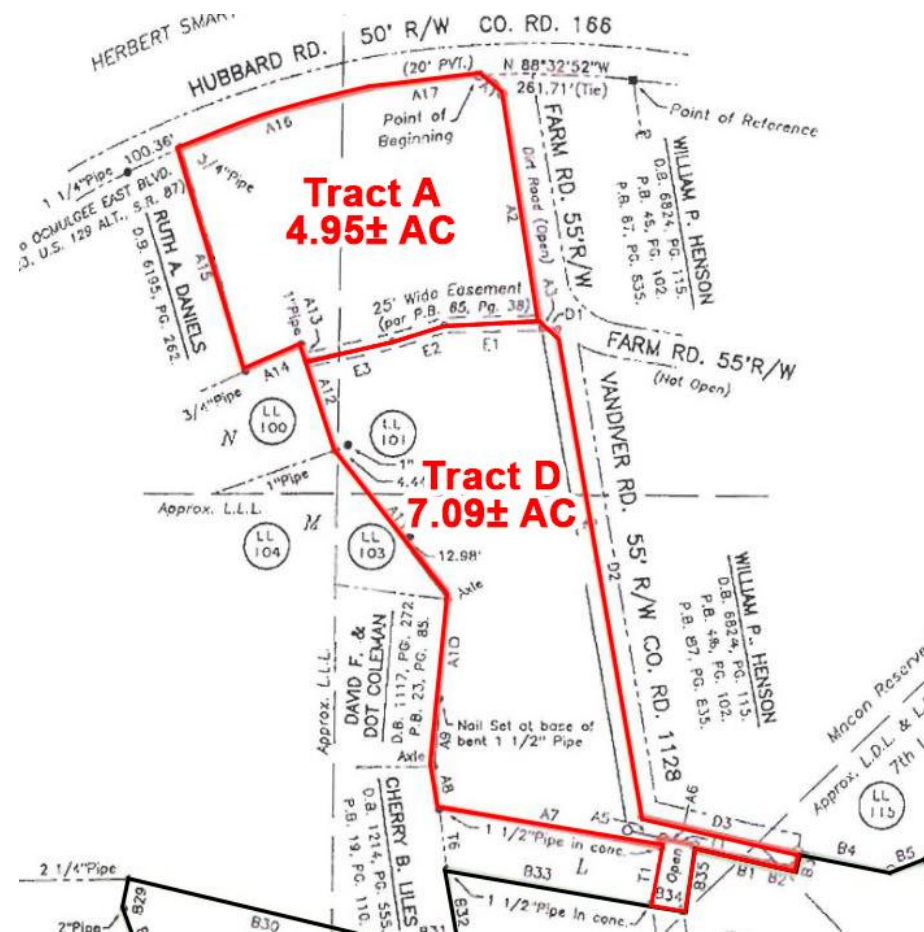 HERBERT SMAR
HUBBARD RD.
50' R/W CO. RD. 166
(20' PVT.)
N 88°32'52"W
261.71'(Tie)
A16
A17
Point of
Beginning
Point of Reference
1 1/4"Pipe
100.36'
3/4"Pipe
o OCMULGEE EAST BLVD.
U.S. 129 ALT., S.R. 87)
RUTH A. DANIELS
D.B. 6195, PG. 262.
A15
Tract A
4.95± AC
A2
Dirt Road (Open)
FARM RD. 55'R/W
WILLIAM P. HENSON
D.B. 6824, PG. 115.
P.B. 45, PG. 102.
P.B. 87, PG. 835.
25' Wide Easement
(per P.B. 85, Pg. 38)
A3
D1
1"Pipe
A13
E3
E2
E1
FARM RD. 55'R/W
(Not Open)
A14
A12
3/4"Pipe
LL
100
N
LL
101
1"
4.4
1"Pipe
Tract D
7.09± AC
Approx. L.L.L.
M
LL
104
LL
103
12.98'
Axle
VANDIVER RD. 55' R/W CO. RD. 1128
D2
WILLIAM P. HENSON
D.B. 6824, PG. 115.
P.B. 87, PG. 835.
Approx. L.L.L.
DAVID F. &
DOT COLEMAN
D.B. 1117, PG. 272
P.B. 23, PG. 85.
A10
Nail Set at base of
bent 1 1/2" Pipe
A9
Axle
A8
Macon Reserve
Approx. L.D.L. & L
7th L
LL
115
A7
A5
A6
D3
1 1/2"Pipe in conc.
T6
CHERRY B. LILES
D.B. 1214, PG. 555.
P.B. 19, PG. 110.
2 1/4"Pipe
B33
L
T1
Open
B35
B1
B2
B3
B4
B5
B34
1 1/2"Pipe in conc.
B29
2"Pipe
B30
B31
B32